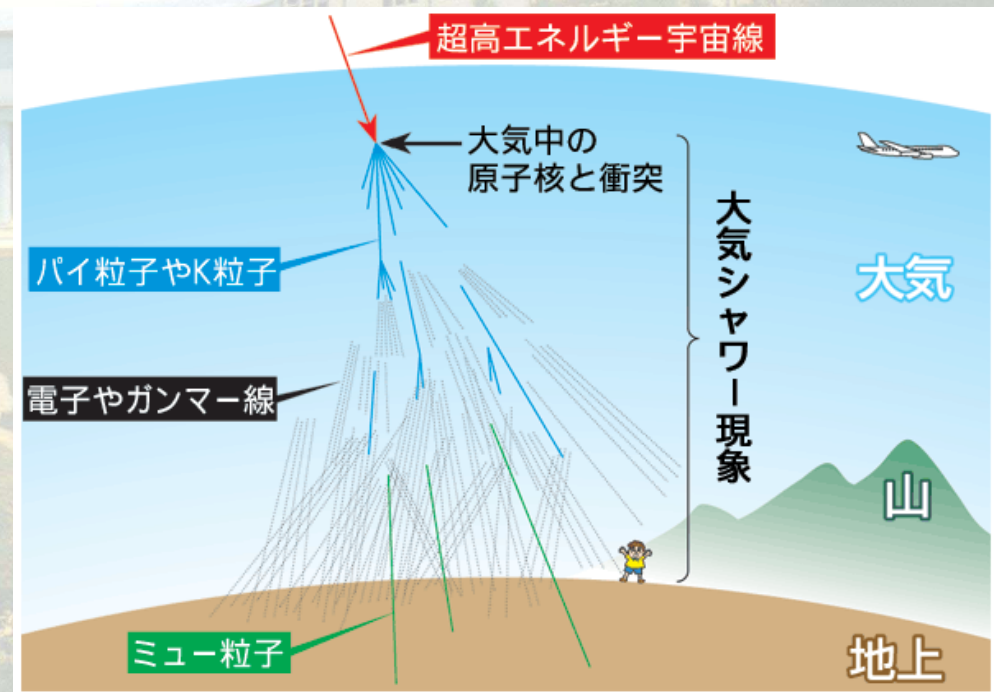 超高エネルギー宇宙線
大気中の
原子核と衝突
大気シャワー現象
大気
パイ粒子やK粒子
電子やガンマー線
山
ミュー粒子
地上